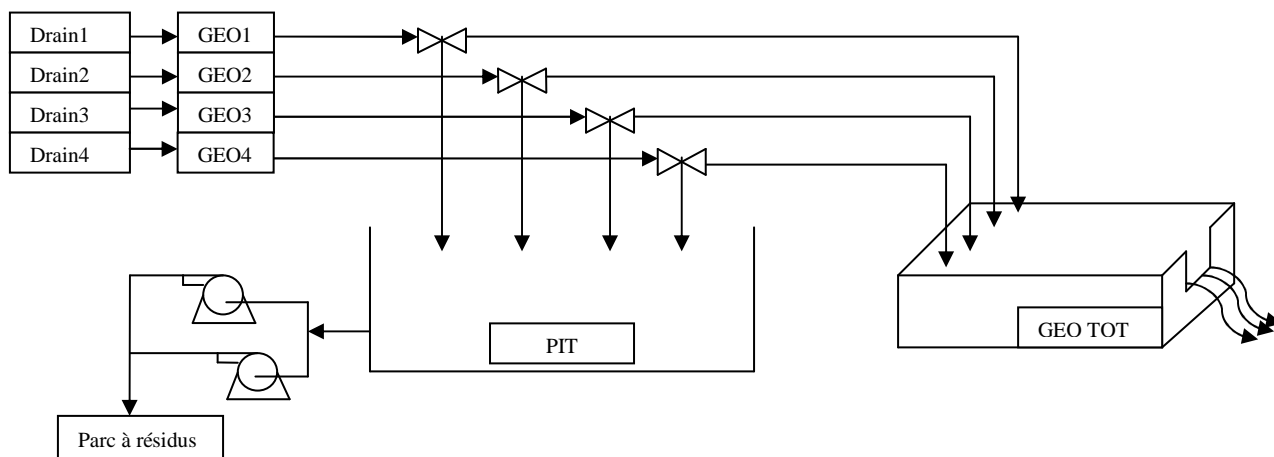 Drain1
GEO1
Drain2
GEO2
Drain3
GEO3
Drain4
GEO4
PIT
GEO TOT
Parc à résidus